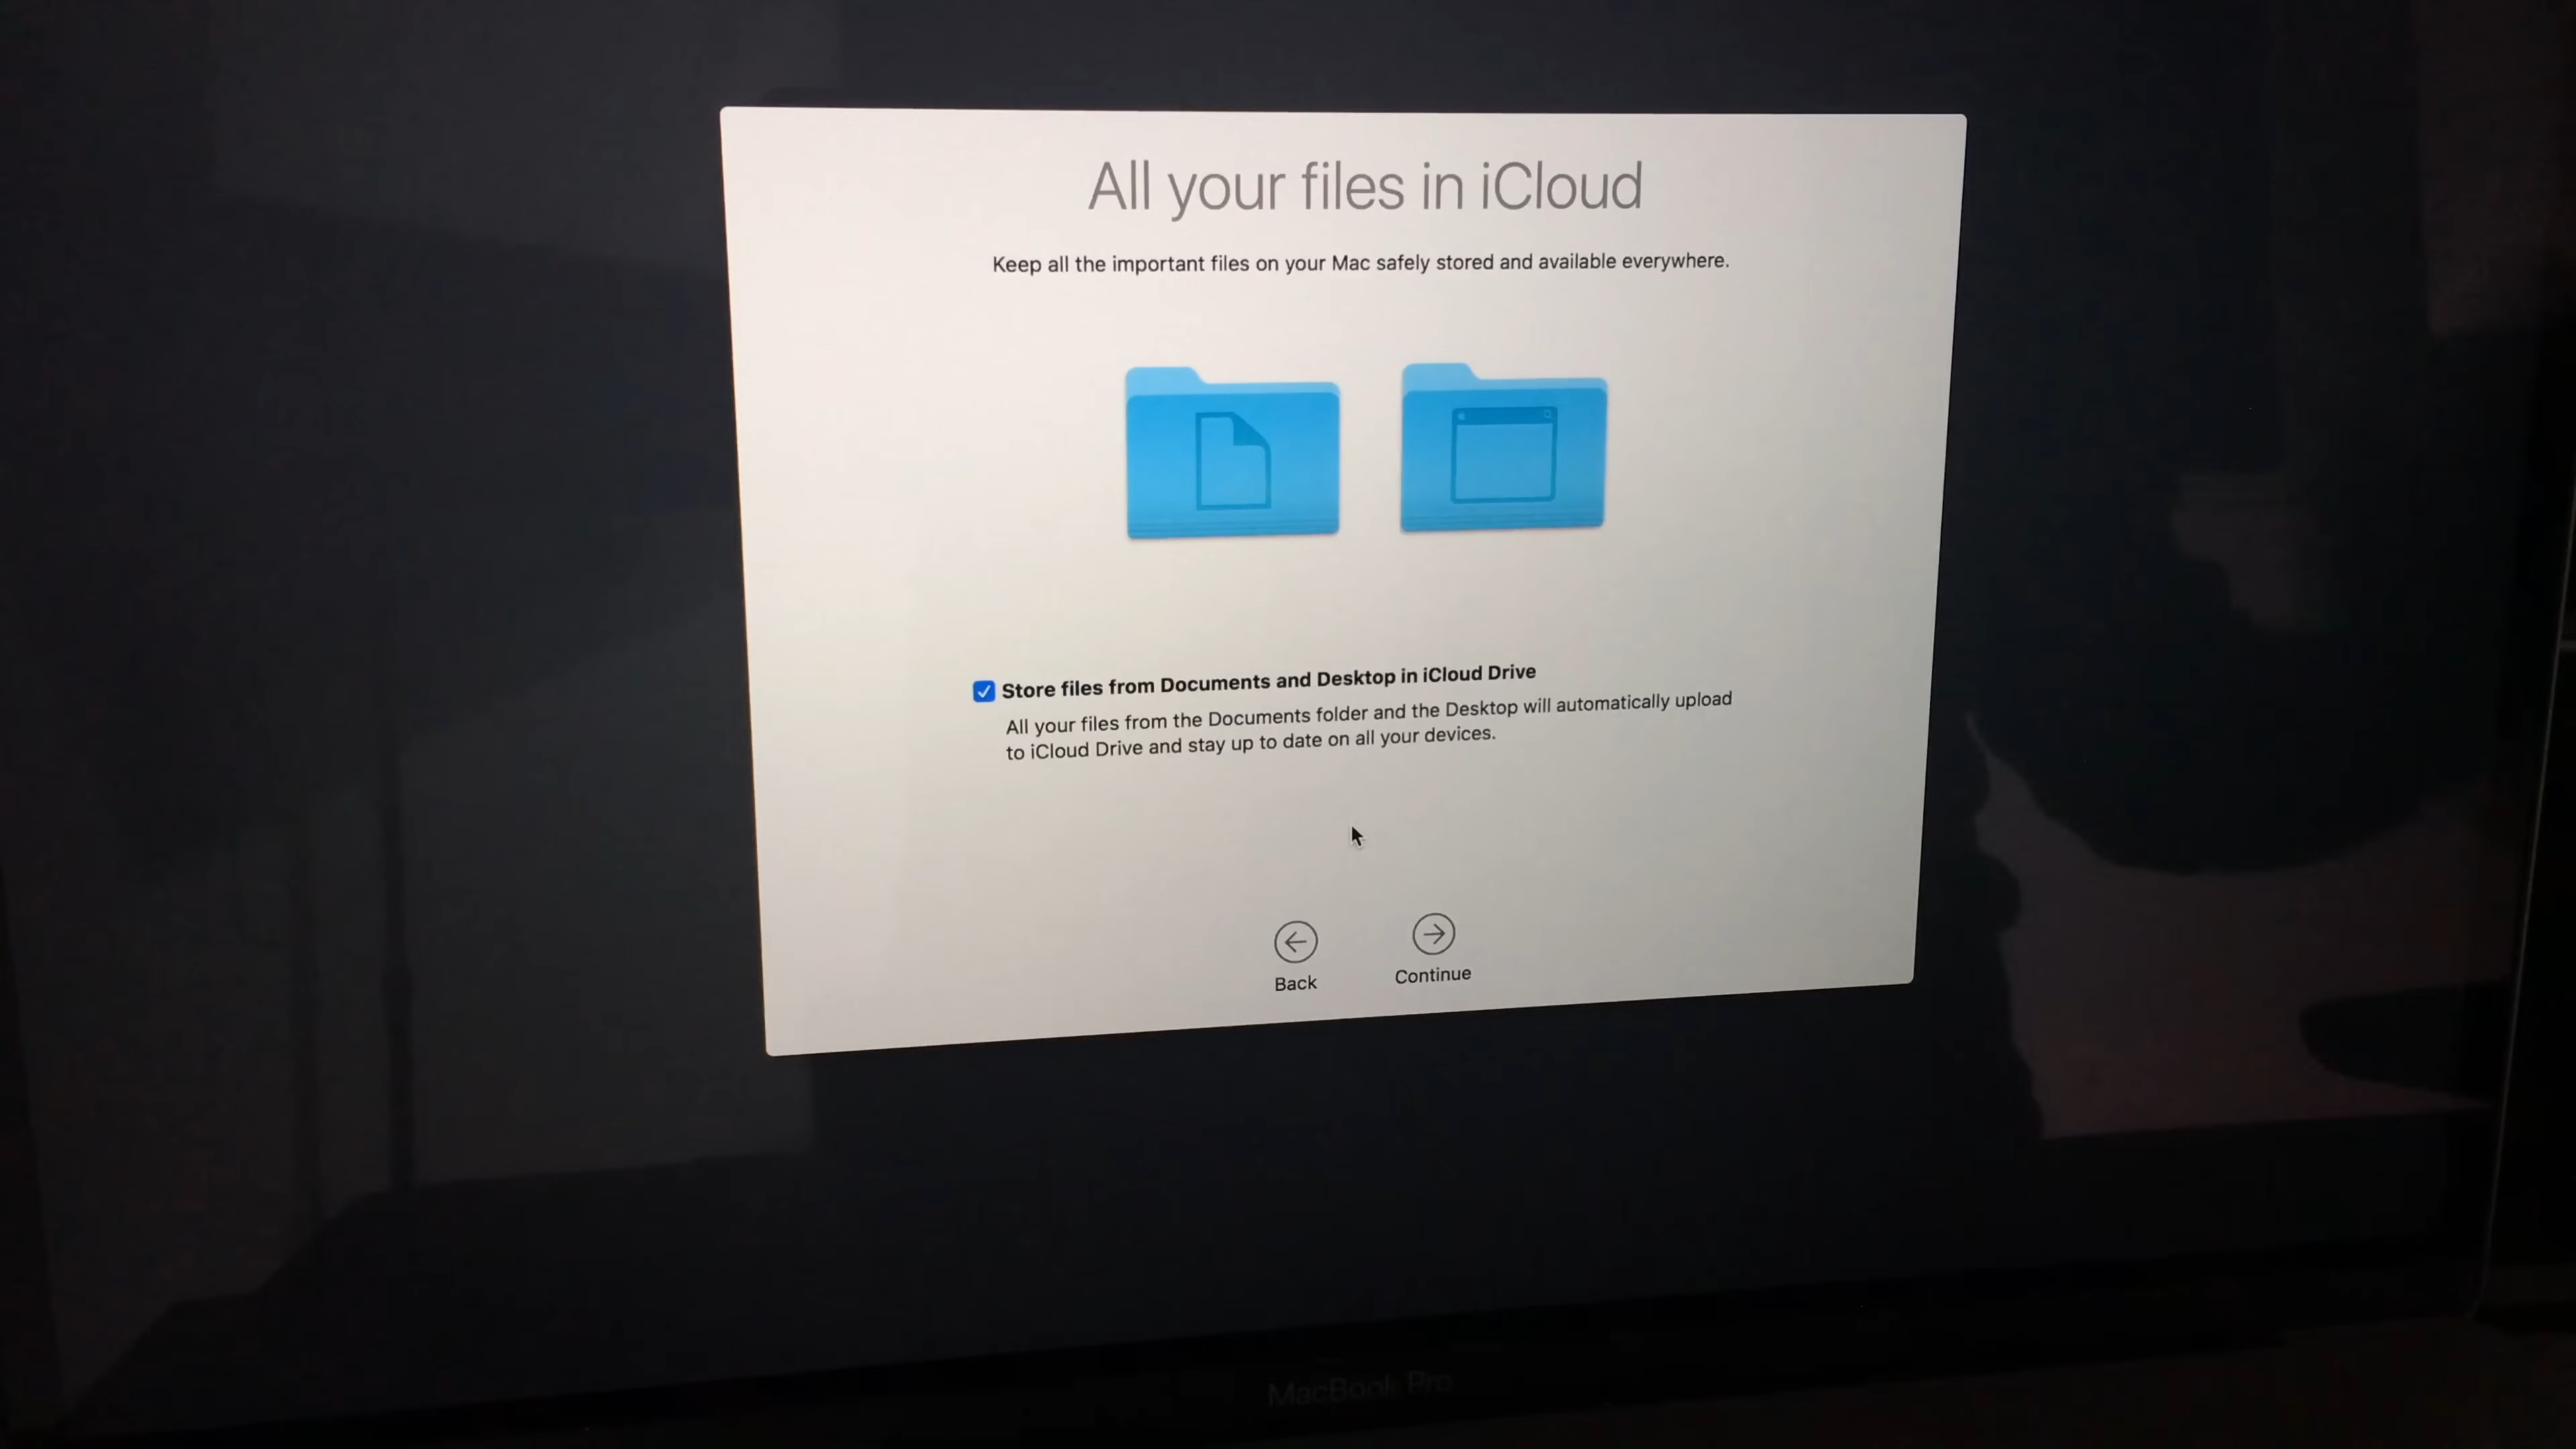 All your files in iCloud
Keep all the important files on your Mac safely stored and available everywhere.
Store files from Documents and Desktop in iCloud Drive
All your files from the Documents folder and the Desktop will automatically upload
to iCloud Drive and stay up to date on all your devices.
Back
Continue
MacBook Pro